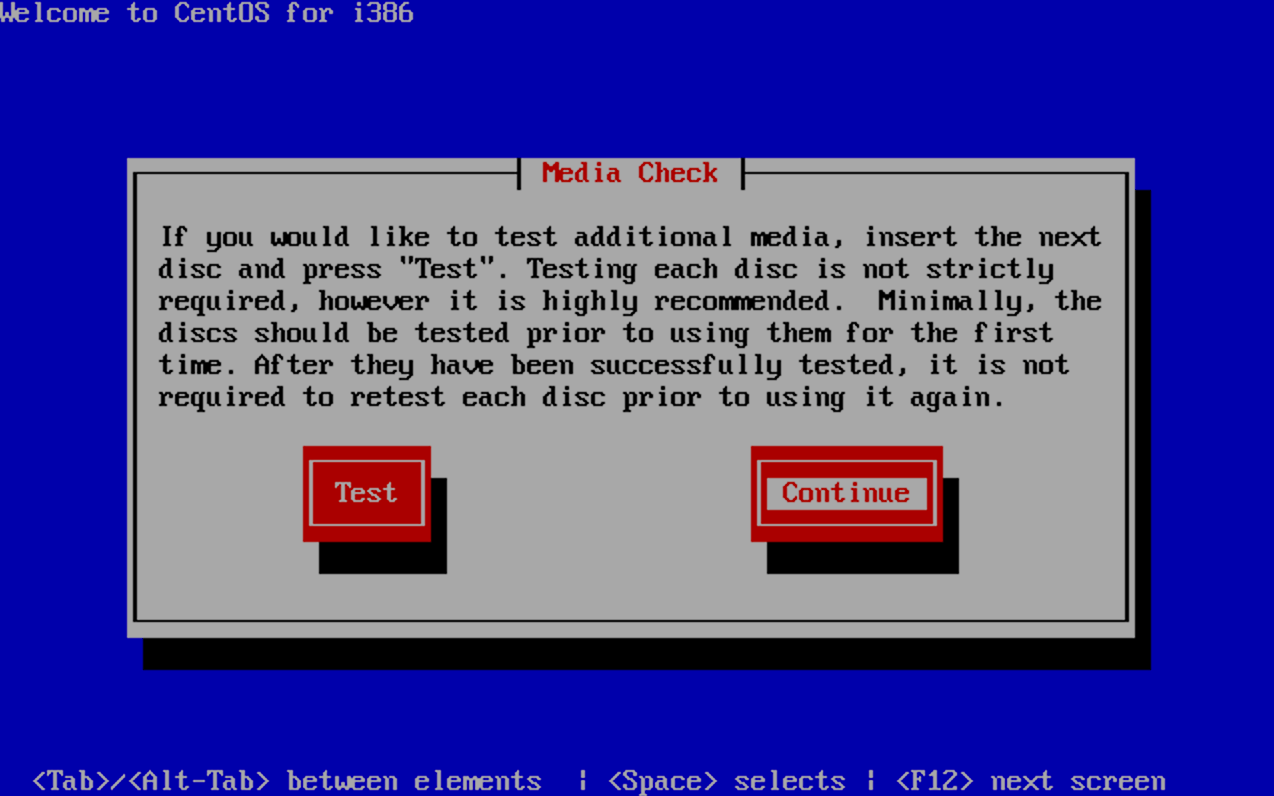 Welcome to CentOS for i386
Media Check
If you would like to test additional media, insert the next
disc and press "Test". Testing each disc is not strictly
required, however it is highly recommended.  Minimally, the
discs should be tested prior to using them for the first
time. After they have been successfully tested, it is not
required to retest each disc prior to using it again.
Test
Continue
<Tab>/<Alt-Tab> between elements  | <Space> selects | <F12> next screen